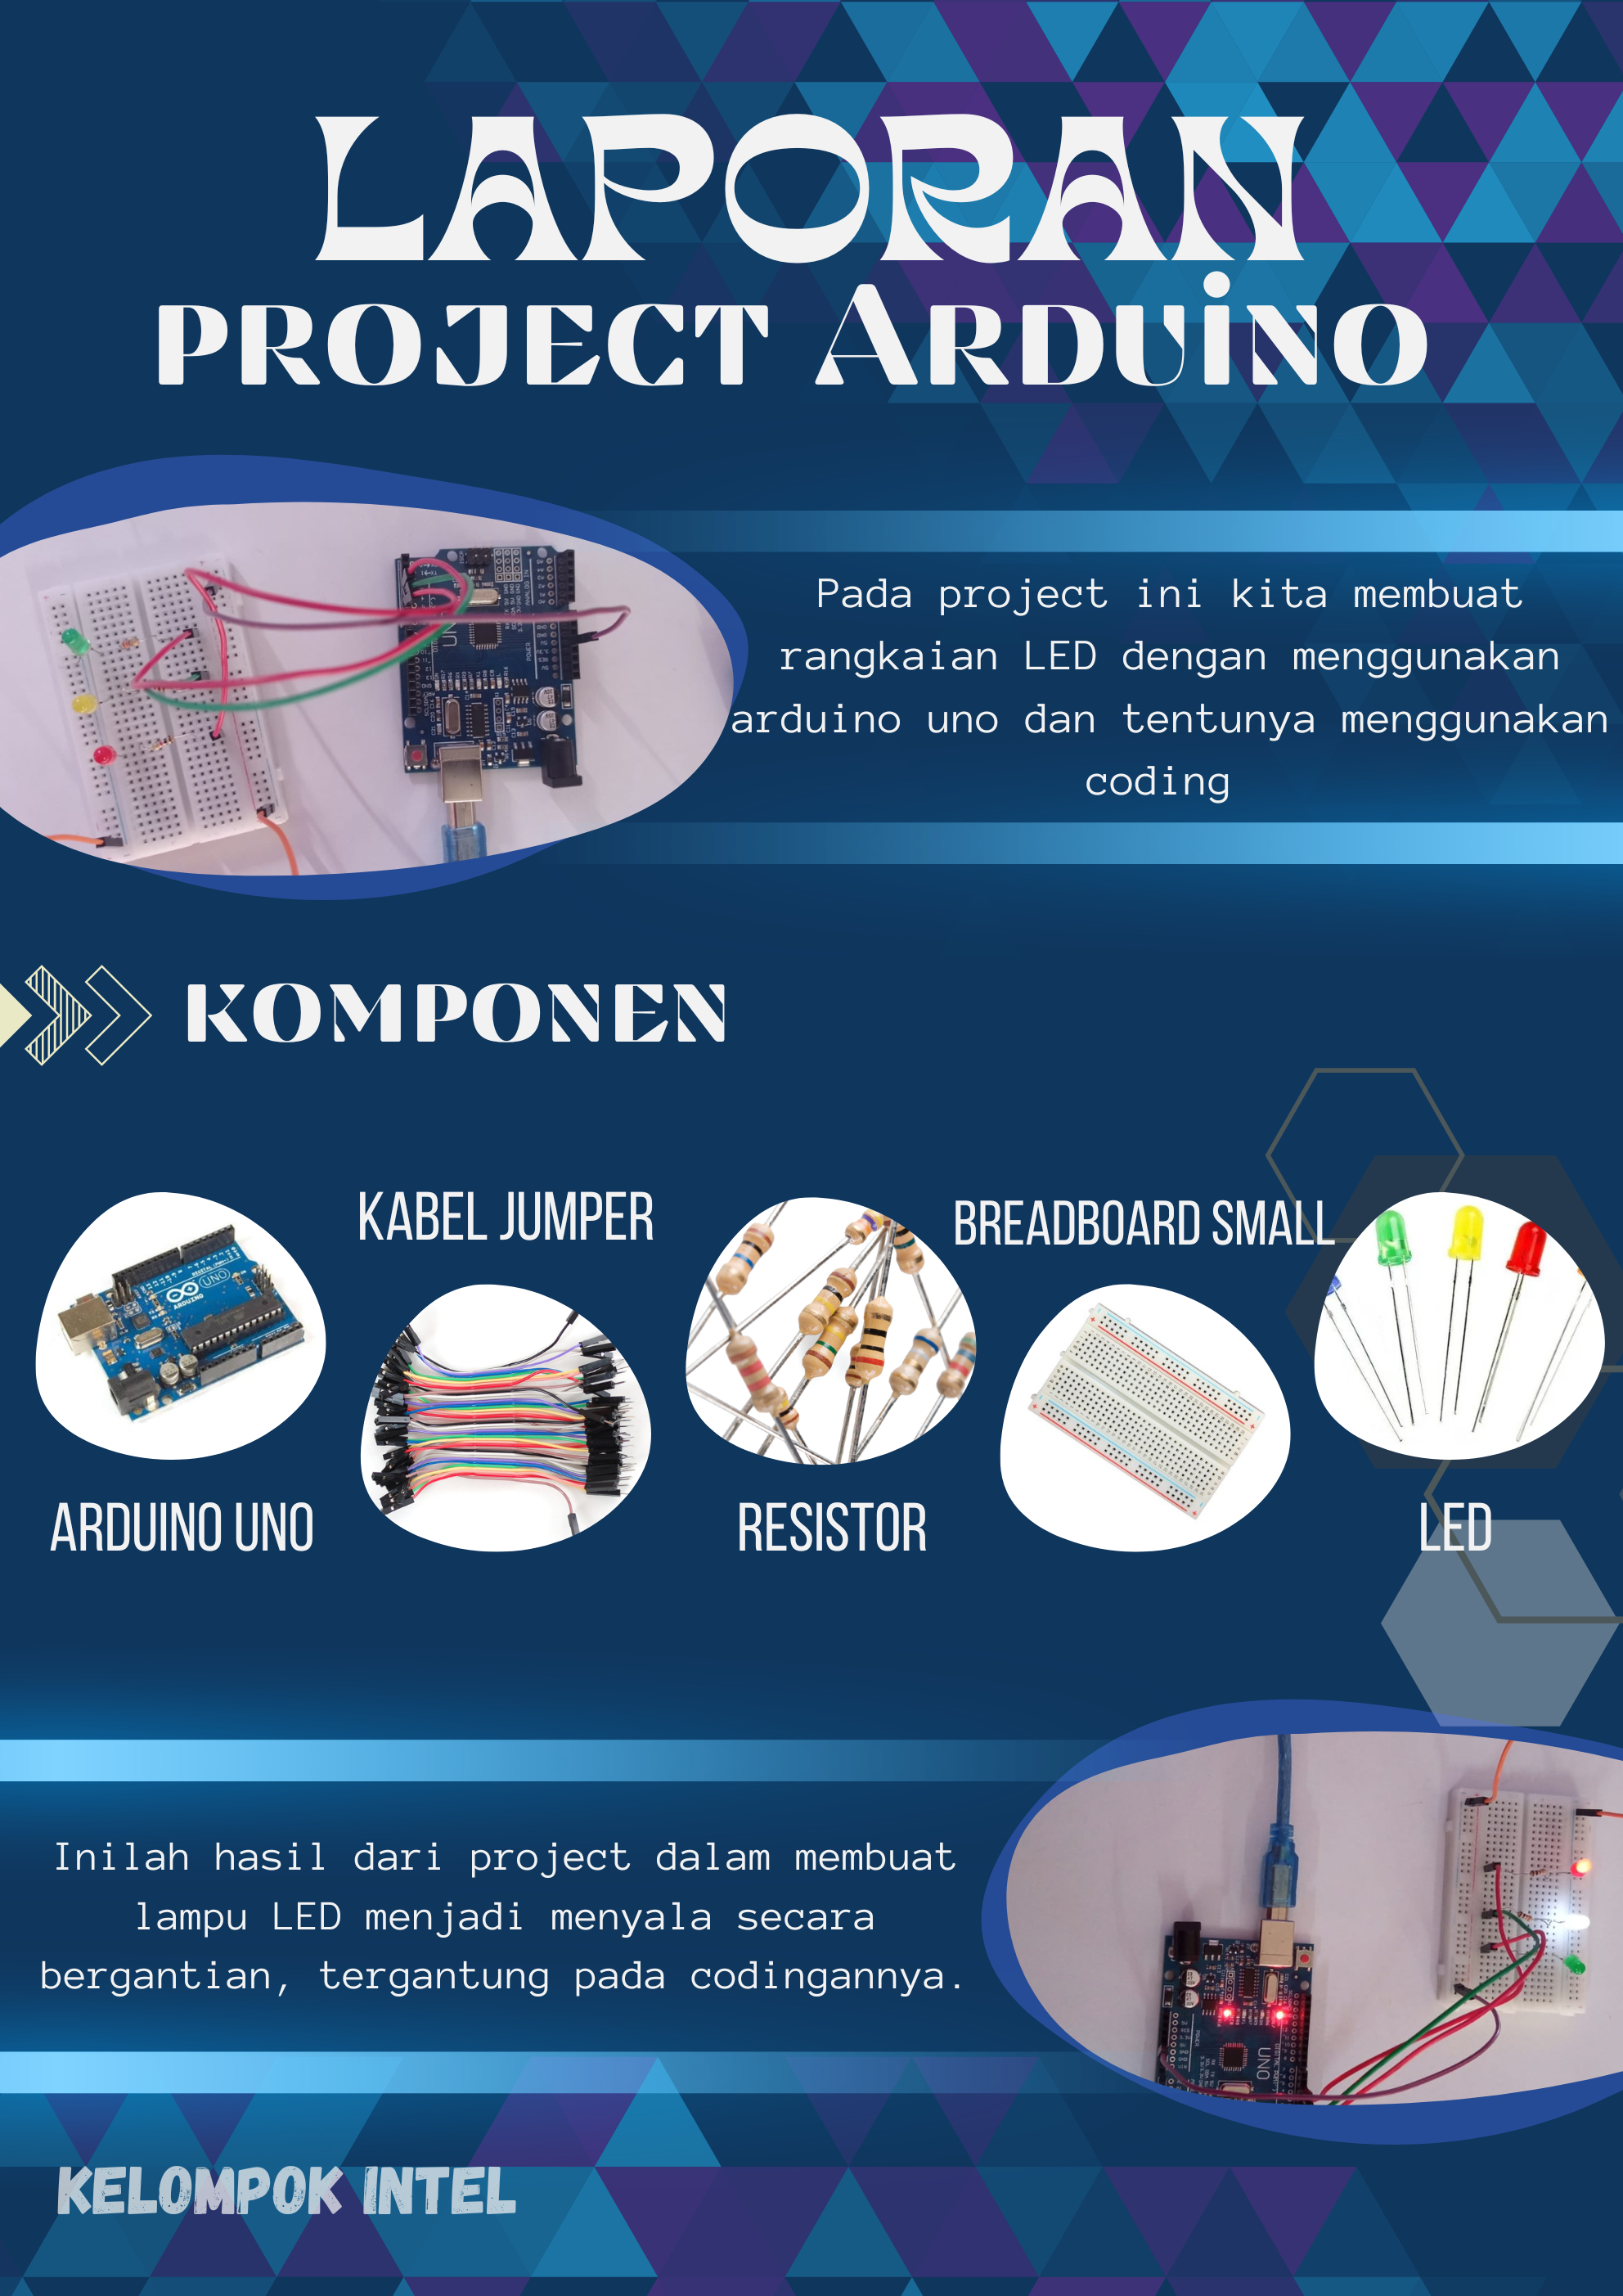 LAPORAN
PROJECT ARDUINO
Pada project ini kita membuat
rangkaian LED dengan menggunakan
arduino uno dan tentunya menggunakan
coding
KOMPONEN
KABEL JUMPER
BREADBOARD SMALL
ARDUINO UNO
RESISTOR
LED
Inilah hasil dari project dalam membuat
lampu LED menjadi menyala secara
bergantian, tergantung pada codingannya.
KELOMPOK INTEL